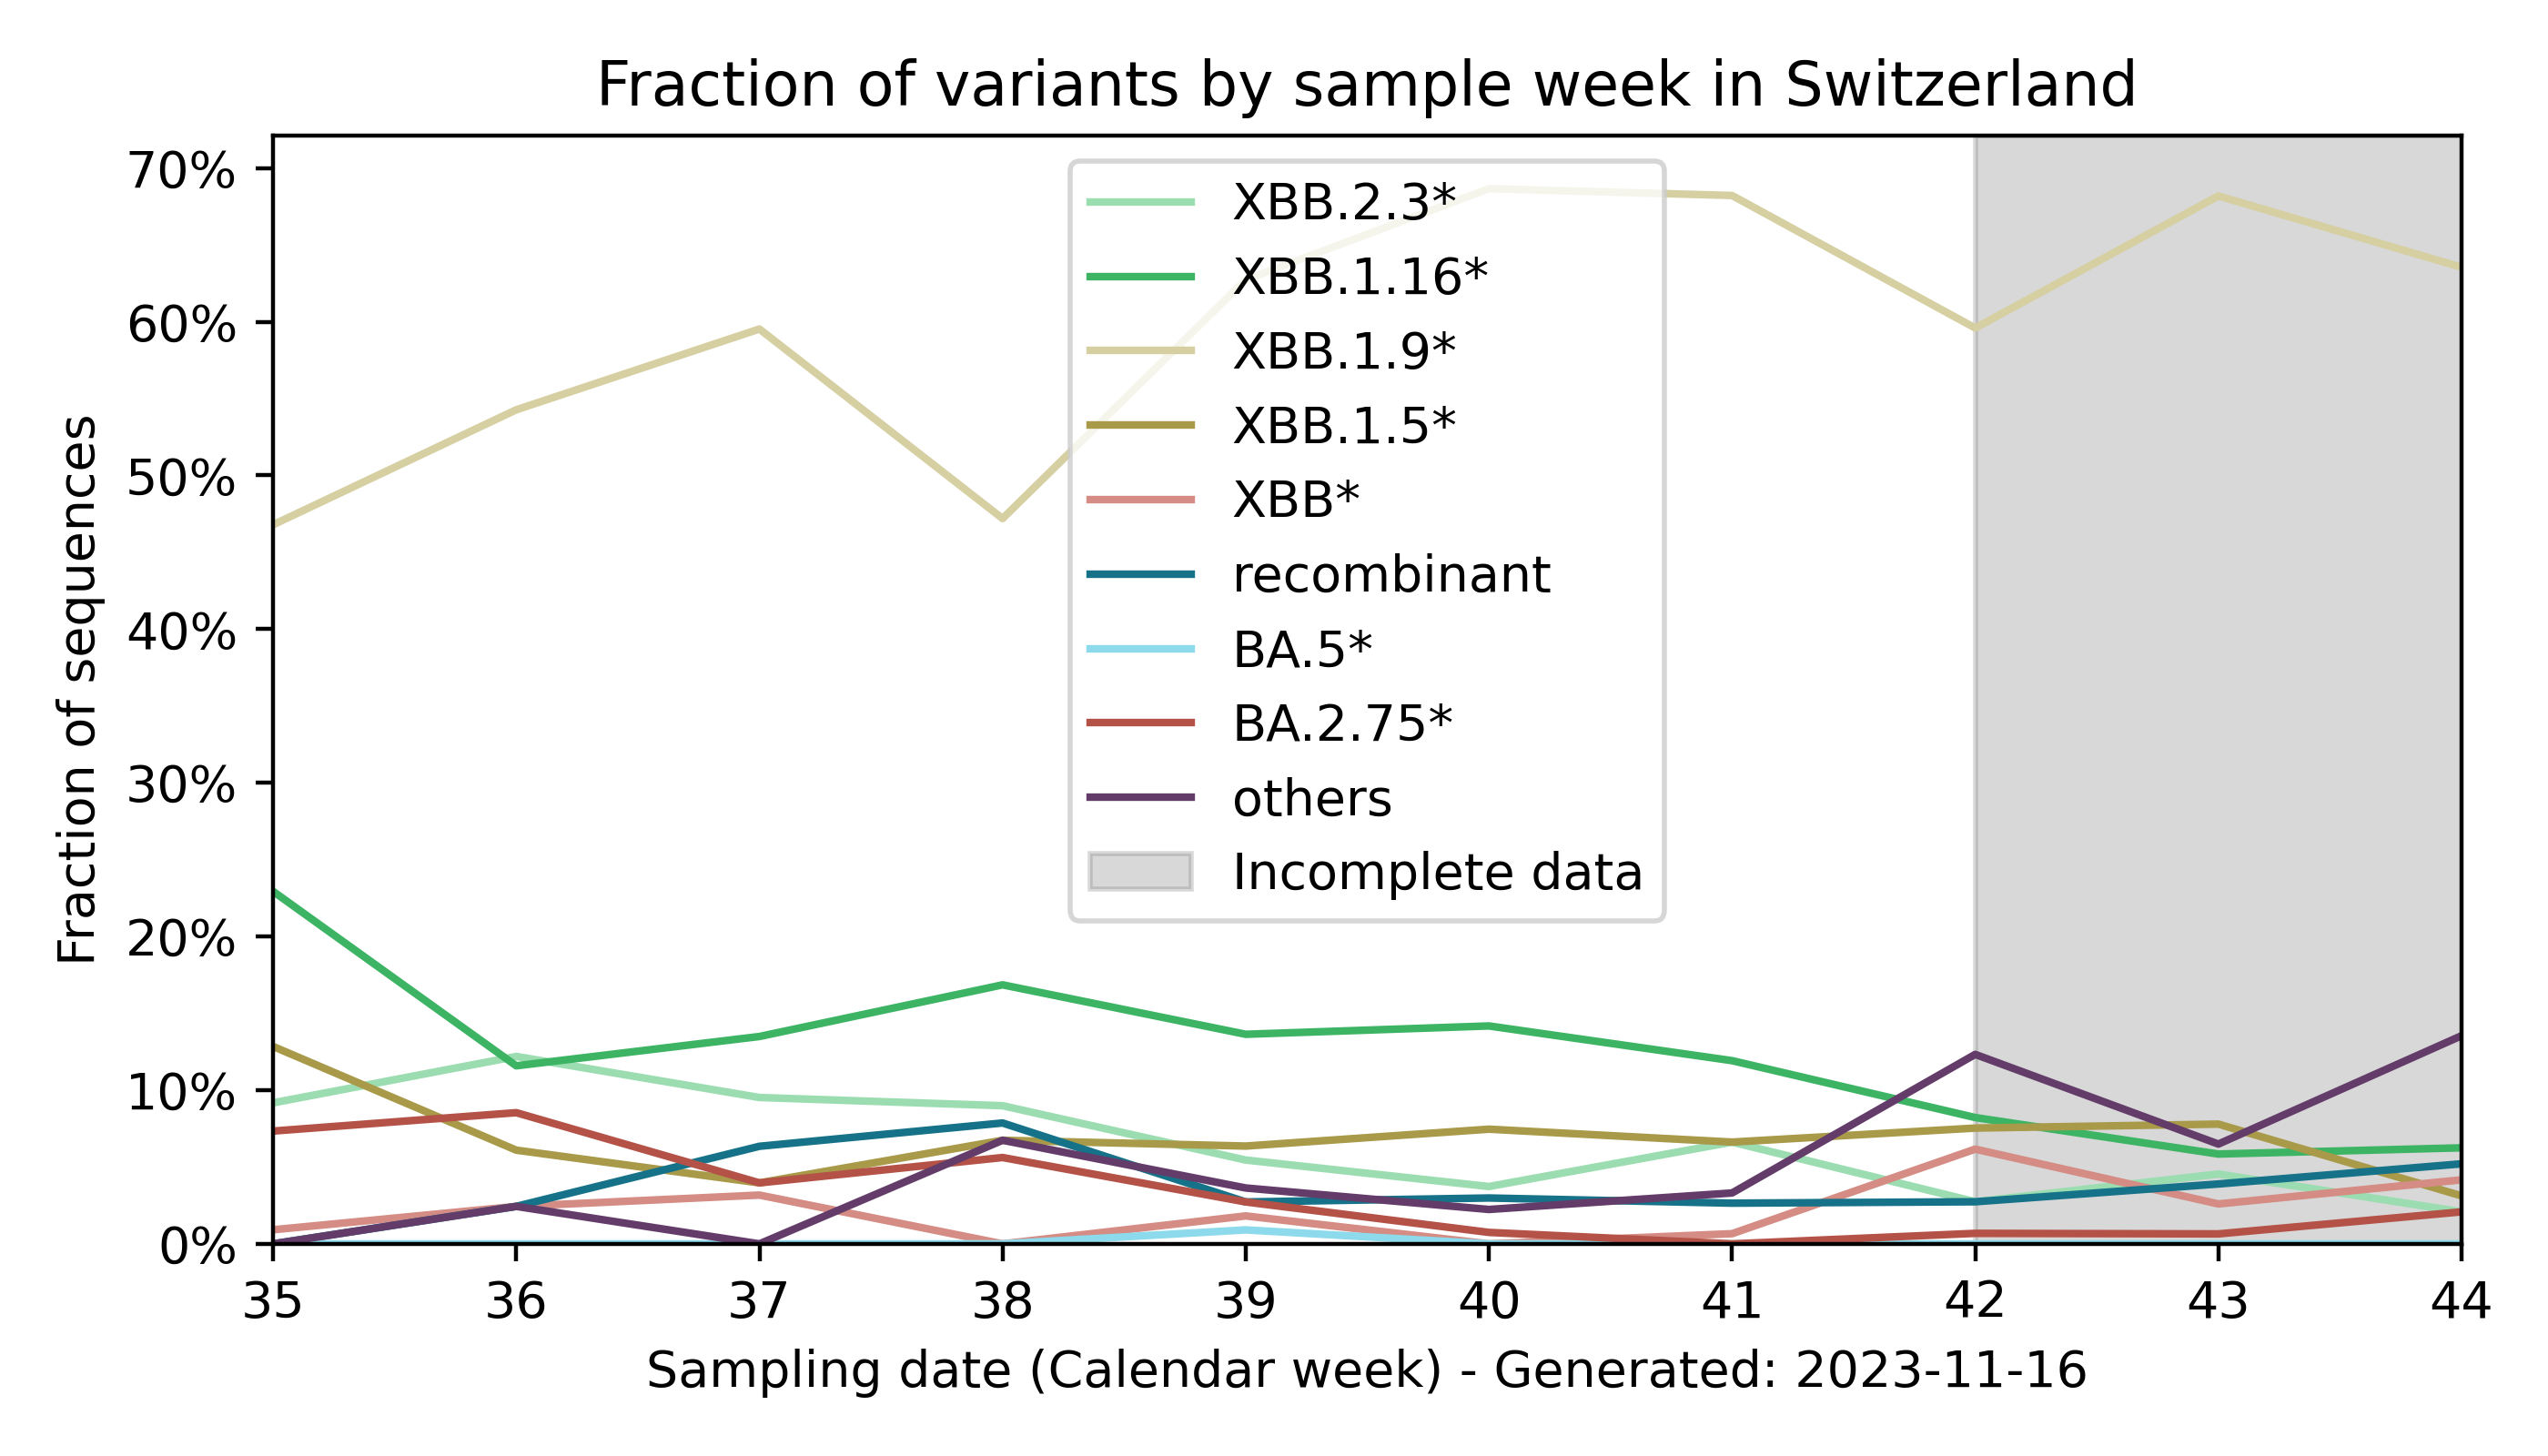 Fraction of variants by sample week in Switzerland
70%
60%
50%
40%
30%
20%
10%
0%
Fraction of sequences
XBB.2.3*
XBB.1.16*
XBB.1.9*
XBB.1.5*
XBB*
recombinant
BA.5*
BA.2.75*
others
Incomplete data
35 36 37 38 39 40 41 42 43 44
Sampling date (Calendar week) - Generated: 2023-11-16